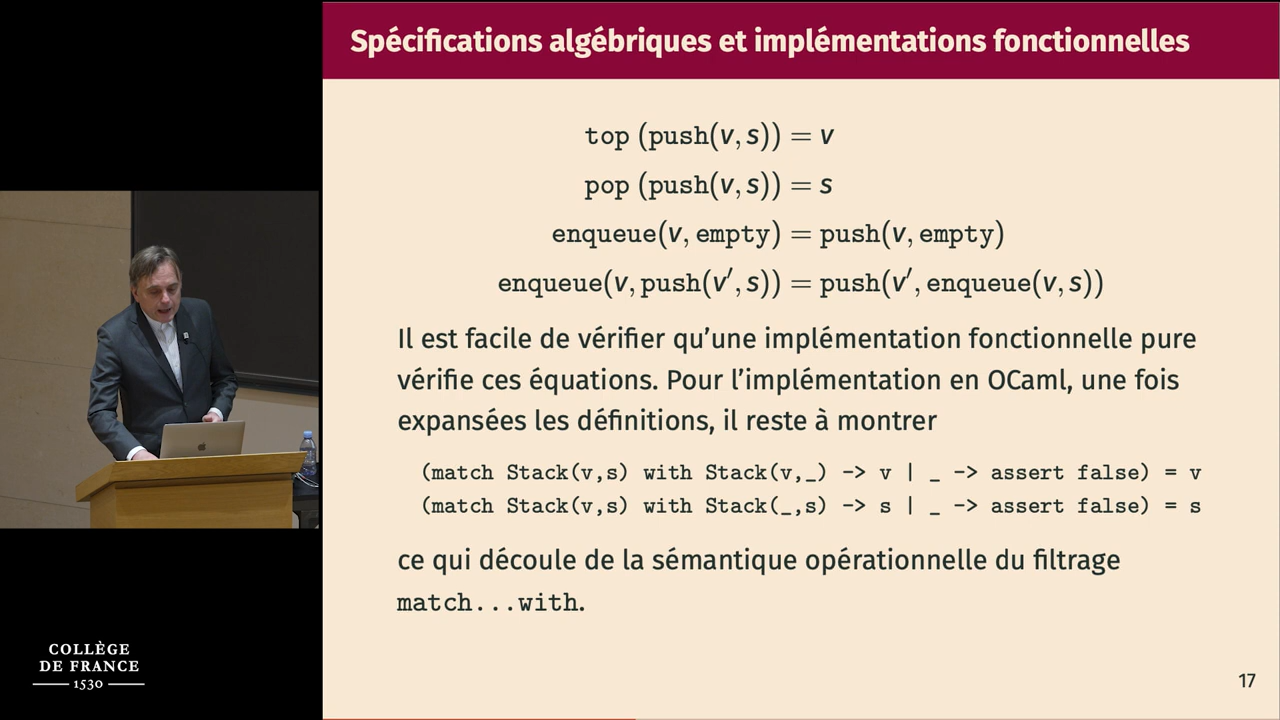 Spécifications algébriques et implémentations fonctionnelles
top (push(v, s)) = v
pop (push(v, s)) = s
enqueue(v, empty) = push(v, empty)
enqueue(v, push(v′, s)) = push(v′, enqueue(v, s))
Il est facile de vérifier qu’une implémentation fonctionnelle pure
vérifie ces équations. Pour l’implémentation en OCaml, une fois
expansées les définitions, il reste à montrer
(match Stack(v,s) with Stack(v,_) -> v | _ -> assert false) = v
(match Stack(v,s) with Stack(_,s) -> s | _ -> assert false) = s
ce qui découle de la sémantique opérationnelle du filtrage
match...with.
COLLÈGE
DE FRANCE
1530
17